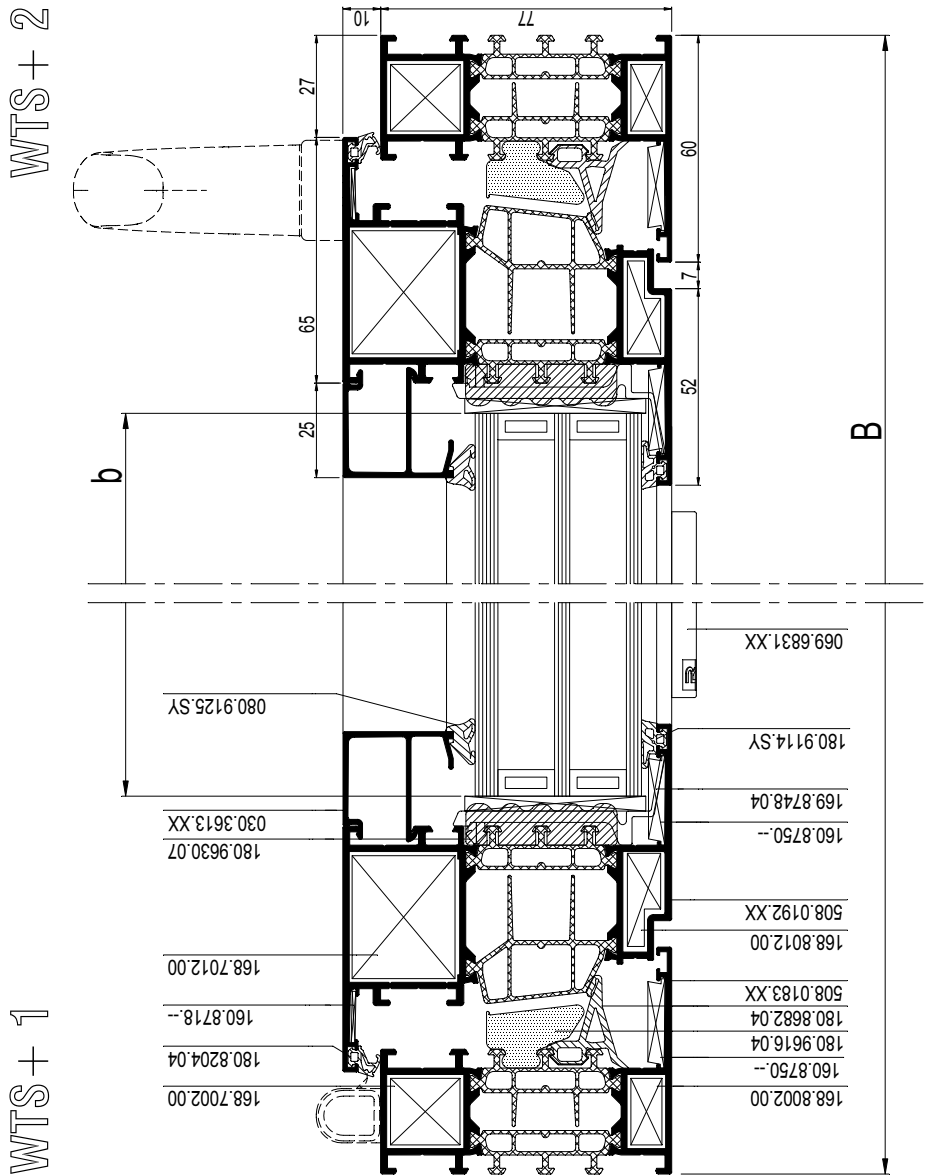 WTS + 2
10
77
27
60
7
65
52
25
b
B
069.6831.XX
R
080.9125.SY
180.9114.SY
169.8748.04
030.3613.XX
160.8750.--
180.9630.07
508.0192.XX
168.8012.00
168.7012.00
508.0183.XX
160.8718.--
180.8682.04
180.9616.04
180.8204.04
160.8750.--
168.7002.00
168.8002.00
WTS + 1